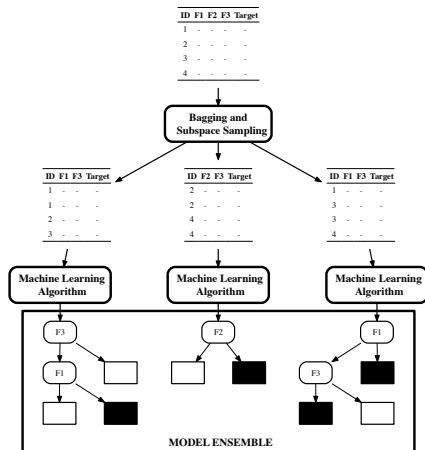 ID F1 F2 F3 Target
1 - - - -
2 - - - -
3 - - - -
4 - - - -
Bagging and
Subspace Sampling
ID F1 F3 Target
1 - - -
1 - - -
2 - - -
3 - - -
ID F2 F3 Target
2 - - -
2 - - -
4 - - -
4 - - -
ID F1 F3 Target
1 - - -
3 - - -
3 - - -
4 - - -
Machine Learning
Algorithm
Machine Learning
Algorithm
Machine Learning
Algorithm
F3
F1
F2
F1
F3
MODEL ENSEMBLE